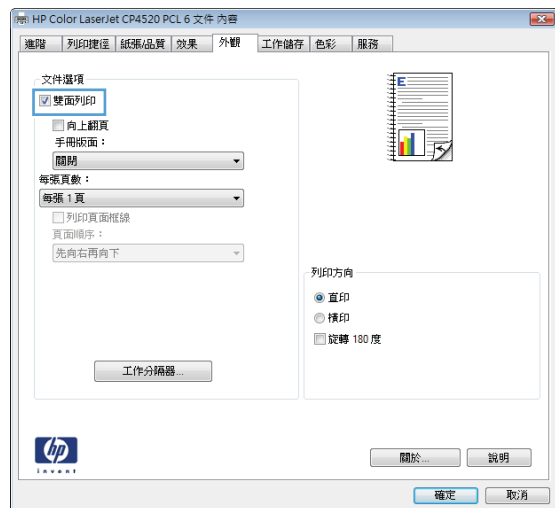 HP Color LaserJet CP4520 PCL 6 文件 內容
進階 列印捷徑 紙張/品質 效果 外觀 工作儲存 色彩 服務
文件選項
雙面列印
向上翻頁
手冊版面：
關閉
每張頁數：
每張 1 頁
列印頁面框線
頁面順序：
先向右再向下
工作分隔器...
E
列印方向
直印
橫印
旋轉 180 度
hp
invent
關於... 說明
確定 取消